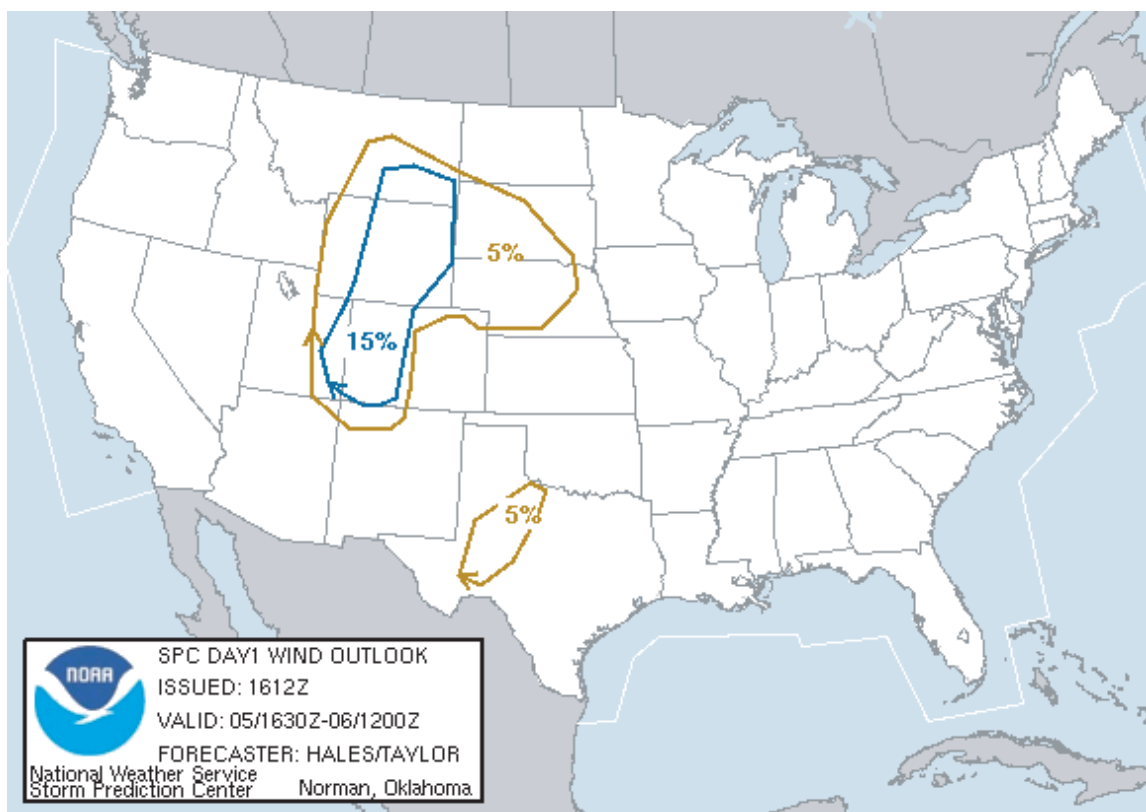 5%
15%
5%
NOAA
SPC DAY1 WIND OUTLOOK
ISSUED: 1612Z
VALID: 05/1630Z-06/1200Z
FORECASTER: HALES/TAYLOR
National Weather Service
Storm Prediction Center Norman, Oklahoma